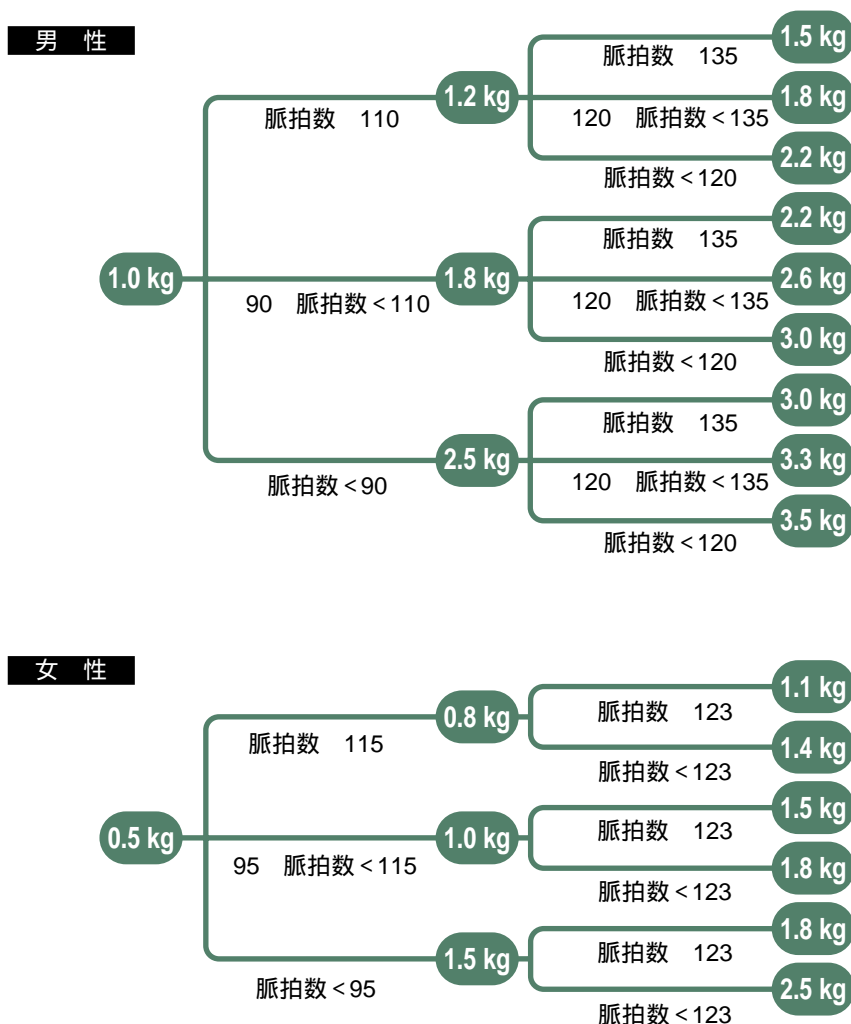 男 性
1.5 kg
脈拍数 135
1.2 kg
1.8 kg
脈拍数 110
120 脈拍数<135
2.2 kg
脈拍数<120
2.2 kg
脈拍数 135
1.0 kg
1.8 kg
2.6 kg
90 脈拍数<110
120 脈拍数<135
3.0 kg
脈拍数<120
3.0 kg
脈拍数 135
2.5 kg
3.3 kg
脈拍数<90
120 脈拍数<135
3.5 kg
脈拍数<120
女 性
1.1 kg
0.8 kg
脈拍数 123
脈拍数 115
1.4 kg
脈拍数<123
1.5 kg
0.5 kg
1.0 kg
脈拍数 123
95 脈拍数<115
1.8 kg
脈拍数<123
1.8 kg
1.5 kg
脈拍数 123
脈拍数<95
2.5 kg
脈拍数<123